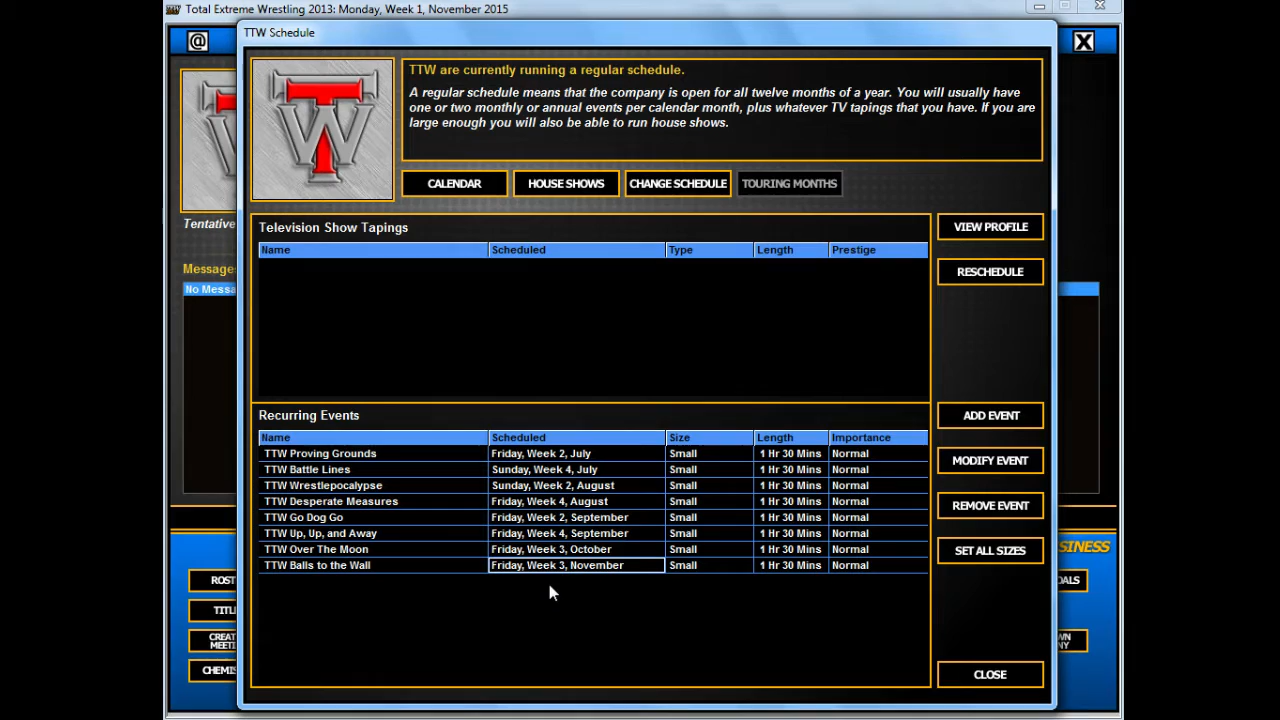 Total Extreme Wrestling 2013: Monday, Week 1, November 2015
TTW Schedule
@
X
TTW
TTW are currently running a regular schedule.
A regular schedule means that the company is open for all twelve months of a year. You will usually have
one or two monthly or annual events per calendar month, plus whatever TV tapings that you have. If you are
large enough you will also be able to run house shows.
CALENDAR HOUSE SHOWS CHANGE SCHEDULE TOURING MONTHS
Tentative
Television Show Tapings
VIEW PROFILE
Name Scheduled Type Length Prestige
Messages
RESCHEDULE
No Messa
Recurring Events
ADD EVENT
Name Scheduled Size Length Importance
TTW Proving Grounds Friday, Week 2, July Small 1 Hr 30 Mins Normal
MODIFY EVENT
TTW Battle Lines Sunday, Week 4, July Small 1 Hr 30 Mins Normal
TTW Wrestlepocalypse Sunday, Week 2, August Small 1 Hr 30 Mins Normal
TTW Desperate Measures Friday, Week 4, August Small 1 Hr 30 Mins Normal
REMOVE EVENT
TTW Go Dog Go Friday, Week 2, September Small 1 Hr 30 Mins Normal
TTW Up, Up, and Away Friday, Week 4, September Small 1 Hr 30 Mins Normal
TTW Over The Moon Friday, Week 3, October Small 1 Hr 30 Mins Normal
SET ALL SIZES
TTW Balls to the Wall Friday, Week 3, November Small 1 Hr 30 Mins Normal
SINESS
ROST
ALS
TITL
CREAT
MEETI
WN
NY
CHEMIS
CLOSE